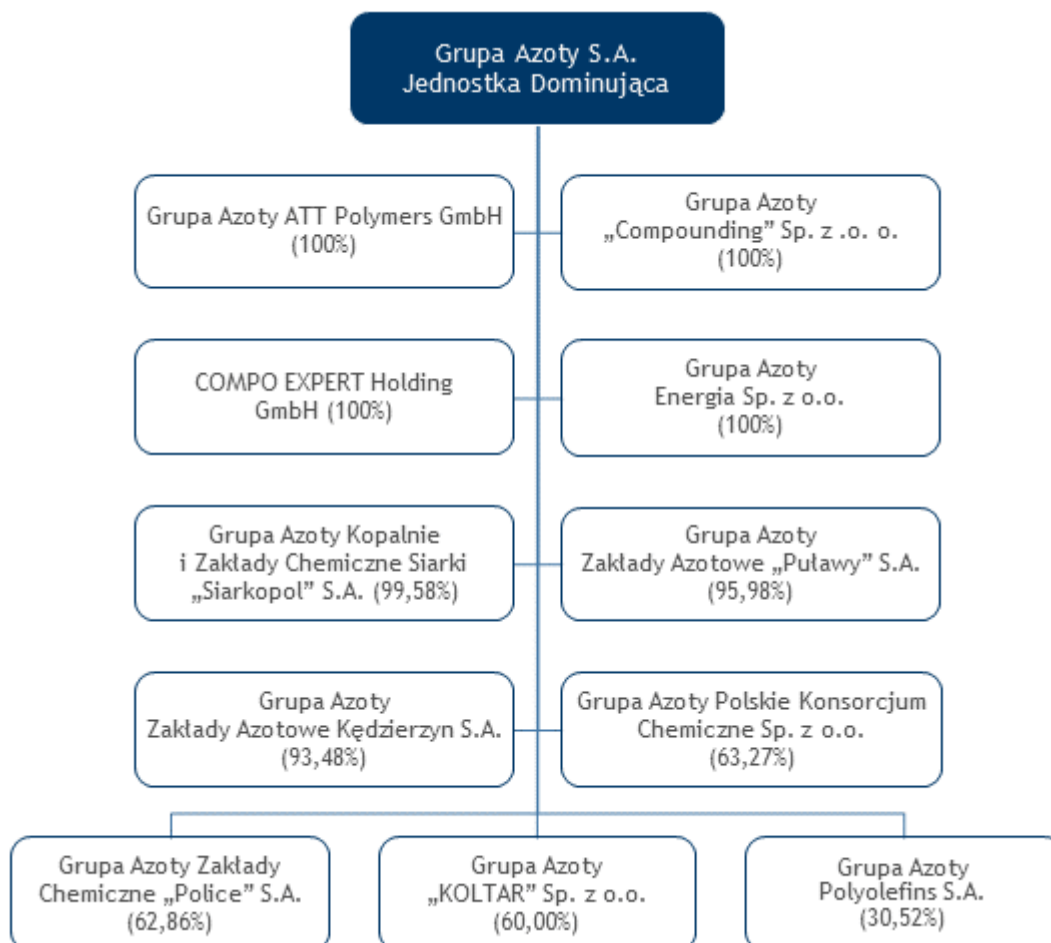 Grupa Azoty S.A.
Jednostka Dominująca
Grupa Azoty ATT Polymers GmbH
(100%)
Grupa Azoty
„Compounding” Sp. z .o. o.
(100%)
COMPO EXPERT Holding
GmbH (100%)
Grupa Azoty
Energia Sp. z o.o.
(100%)
Grupa Azoty Kopalnie
i Zakłady Chemiczne Siarki
„Siarkopol” S.A. (99,58%)
Grupa Azoty
Zakłady Azotowe „Puławy” S.A.
(95,98%)
Grupa Azoty
Zakłady Azotowe Kędzierzyn S.A.
(93,48%)
Grupa Azoty Polskie Konsorcjum
Chemiczne Sp. z o.o.
(63,27%)
Grupa Azoty Zakłady
Chemiczne „Police” S.A.
(62,86%)
Grupa Azoty
„KOLTAR” Sp. z o.o.
(60,00%)
Grupa Azoty
Polyolefins S.A.
(30,52%)